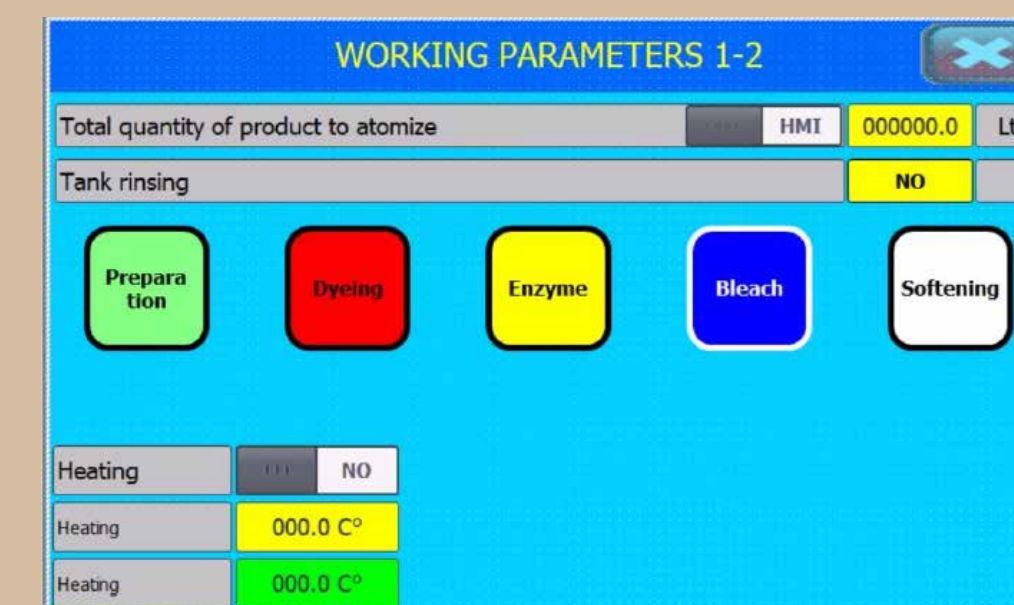 WORKING PARAMETERS 1-2
Total quantity of product to atomize HMI 000000.0 Lt
Tank rinsing NO
Prepara
tion
Dyeing
Enzyme
Bleach
Softening
Heating NO
Heating 000.0 C°
Heating 000.0 C°